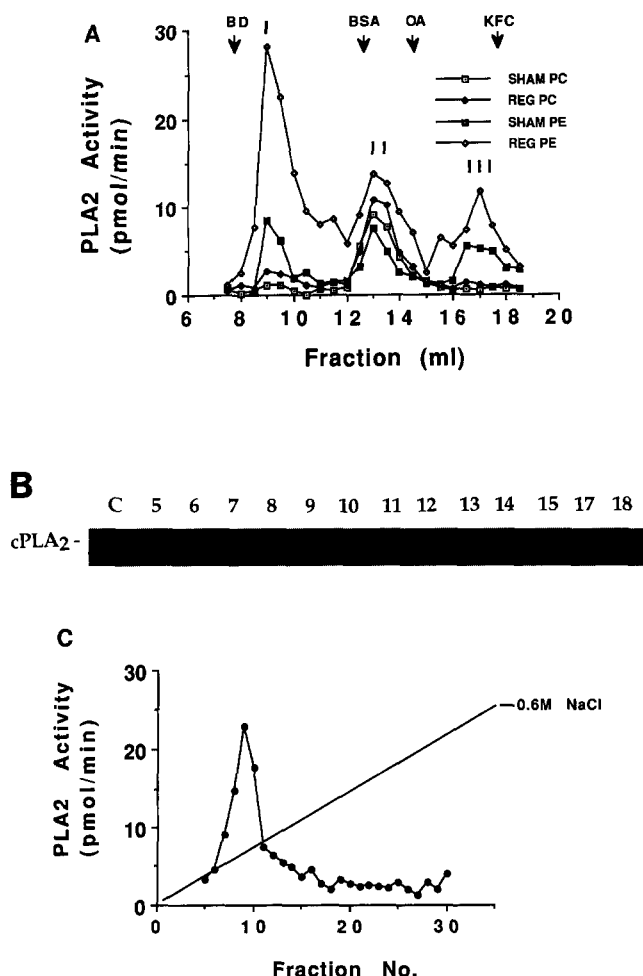 A
BD
I
BSA
OA
KFC
30
SHAM PC
REG PC
SHAM PE
REG PE
20
II
III
10
0
PLA2 Activity
(pmol/min)
6 8 10 12 14 16 18 20
Fraction (ml)
B
C 5 6 7 8 9 10 11 12 13 14 15 17 18
cPLA2 -
C
30
0.6M NaCl
20
10
0
PLA2 Activity
(pmol/min)
0 10 20 30
Fraction No.